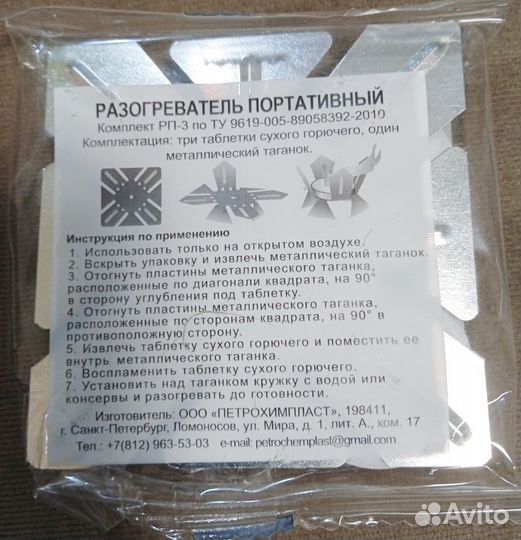 РАЗОГРЕВАТЕЛЬ ПОРТАТИВНЫЙ
Комплект РП-3 по ТУ 9619-005-89058392-2010
Комплектация: три таблетки сухого горючего, один
металлический таганок.
Инструкция по применению
1. Использовать только на открытом воздухе.
2. Вскрыть упаковку и извлечь металлический таганок.
3. Отогнуть пластины металлического таганка,
расположенные по диагонали квадрата, на 90°
в сторону углубления под таблетку.
4. Отогнуть пластины металлического таганка,
расположенные по сторонам квадрата, на 90° в
противоположную сторону.
5. Извлечь таблетку сухого горючего и поместить ее
внутрь металлического таганка.
6. Воспламенить таблетку сухого горючего.
7. Установить над таганком кружку с водой или
консервы и разогревать до готовности.
Изготовитель: ООО «ПЕТРОХИМПЛАСТ», 198411,
г. Санкт-Петербург, Ломоносов, ул. Мира, д. 1, лит. А., ком. 17
Тел.: +7(812) 963-53-03 e-mail: petrochemplast@gmail.com
Avito